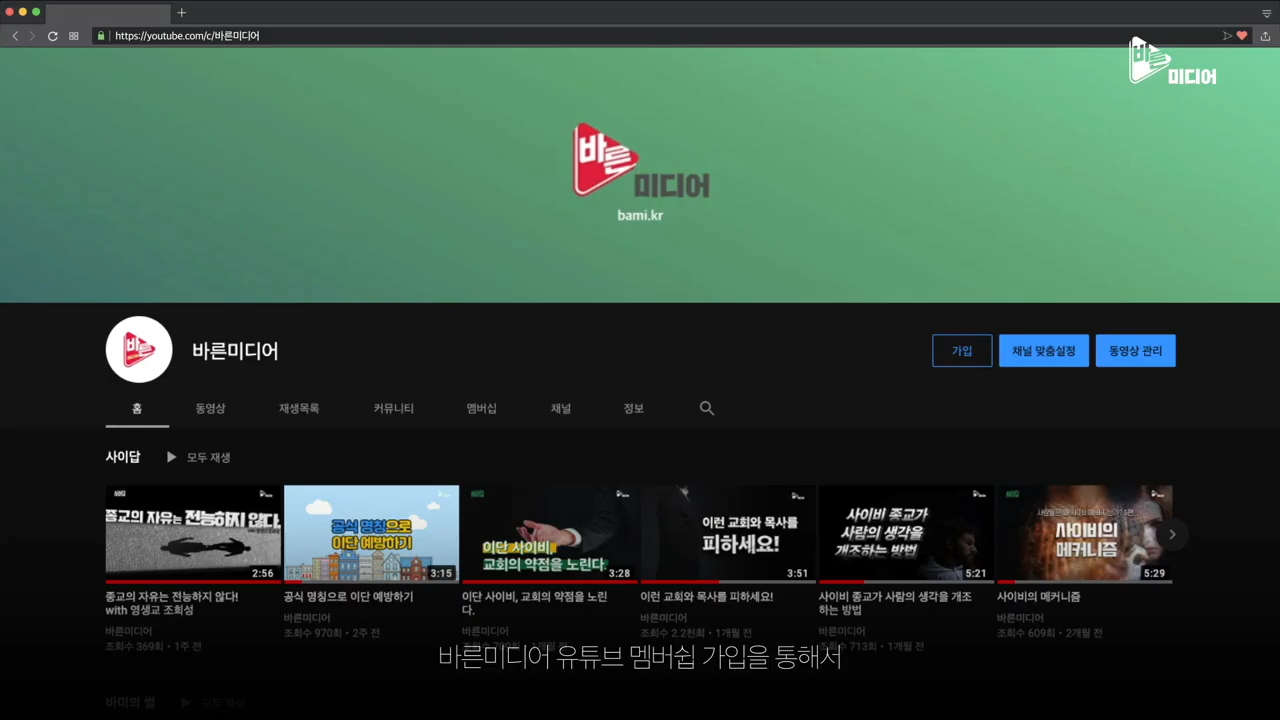 https://youtube.com/c/바른미디어
바른
미디어
바른
미디어
bami.kr
바른미디어
가입
채널 맞춤설정
동영상 관리
홈
동영상
재생목록
커뮤니티
멤버십
채널
정보
사이답
모두 재생
종교의 자유는 전능하지 않다.
2:56
공식 명칭으로
이단 예방하기
3:15
이단 사이비,
교회의 약점을 노린다.
3:28
이런 교회와 목사를
피하세요!
3:51
사이비 종교가
사람의 생각을
개조하는 방법
5:21
사이비의
메커니즘
5:29
종교의 자유는 전능하지 않다!
with 영생교 조희성
바른미디어
조회수 369회 • 1주 전
공식 명칭으로 이단 예방하기
바른미디어
조회수 970회 • 2주 전
이단 사이비, 교회의 약점을 노린
다.
바른미디어
이런 교회와 목사를 피하세요!
바른미디어
조회수 2.2천회 • 1개월 전
사이비 종교가 사람의 생각을 개조
하는 방법
바른미디어
조회수 713회 • 1개월 전
사이비의 메커니즘
바른미디어
조회수 609회 • 2개월 전
바른미디어 유튜브 멤버쉽 가입을 통해서
바미의 썰
모두 재생